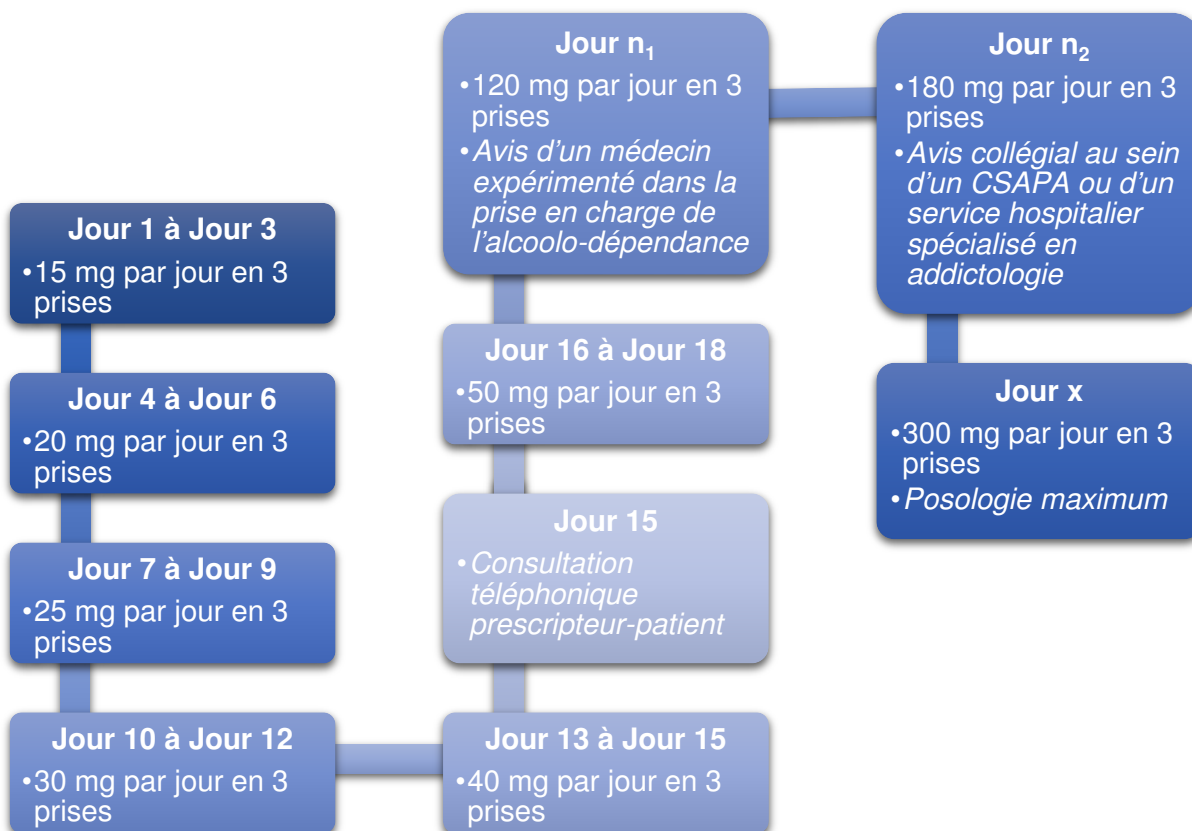 Jour 1 à Jour 3
•15 mg par jour en 3
prises
Jour 4 à Jour 6
•20 mg par jour en 3
prises
Jour 7 à Jour 9
•25 mg par jour en 3
prises
Jour 10 à Jour 12
•30 mg par jour en 3
prises
Jour 13 à Jour 15
•40 mg par jour en 3
prises
Jour 15
•Consultation
téléphonique
prescripteur-patient
Jour 16 à Jour 18
•50 mg par jour en 3
prises
Jour n₁
•120 mg par jour en 3
prises
•Avis d'un médecin
expérimenté dans la
prise en charge de
l'alcoolo-dépendance
Jour n₂
•180 mg par jour en 3
prises
•Avis collégial au sein
d'un CSAPA ou d'un
service hospitalier
spécialisé en
addictologie
Jour x
•300 mg par jour en 3
prises
•Posologie maximum